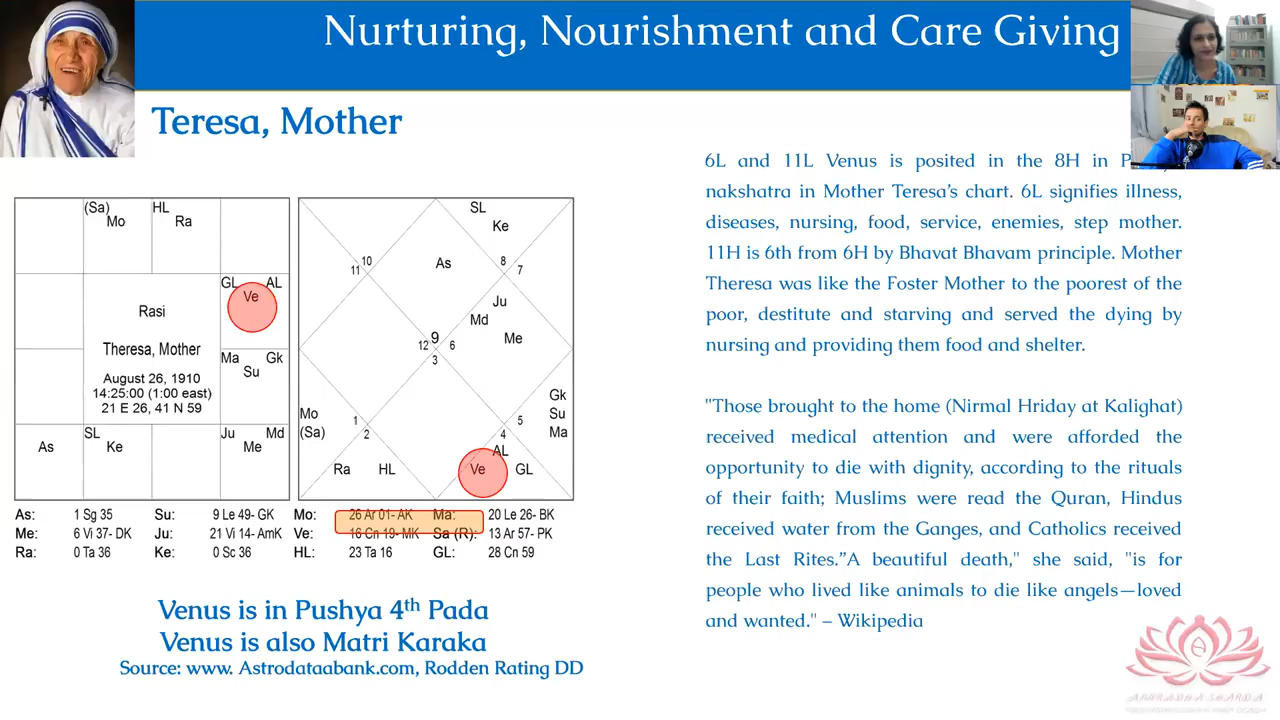 Nurturing, Nourishment and Care Giving
Teresa, Mother
(Sa)
Mo
HL
Ra
GL
AL
Ve
Rasi
Theresa, Mother
August 26, 1910
14:25:00 (1:00 east)
21 E 26, 41 N 59
Ma
Gk
Su
As
SL
Ke
Ju
Md
Me
SL
Ke
As
10
11
8
7
Ju
Md
Me
9
12
6
3
Mo
(Sa)
1
2
5
4
Gk
Su
Ma
AL
Ra
HL
Ve
GL
As: 1 Sg 35 Su: 9 Le 49- GK Mo: 26 Ar 01- AK Ma: 20 Le 26- BK
Me: 6 Vi 37- DK Ju: 21 Vi 14- AmK Ve: 16 Cn 19- MK Sa (R): 13 Ar 57- PK
Ra: 0 Ta 36 Ke: 0 Sc 36 HL: 23 Ta 16 GL: 28 Cn 59
Venus is in Pushya 4th Pada
Venus is also Matri Karaka
Source: www. Astrodataabank.com, Rodden Rating DD
6L and 11L Venus is posited in the 8H in
nakshatra in Mother Teresa's chart. 6L signifies illness,
diseases, nursing, food, service, enemies, step mother.
11H is 6th from 6H by Bhavat Bhavam principle. Mother
Theresa was like the Foster Mother to the poorest of the
poor, destitute and starving and served the dying by
nursing and providing them food and shelter.
"Those brought to the home (Nirmal Hriday at Kalighat)
received medical attention and were afforded the
opportunity to die with dignity, according to the rituals
of their faith; Muslims were read the Quran, Hindus
received water from the Ganges, and Catholics received
the Last Rites.”A beautiful death," she said, "is for
people who lived like animals to die like angels—loved
and wanted." – Wikipedia
ANURADHA SHARDA